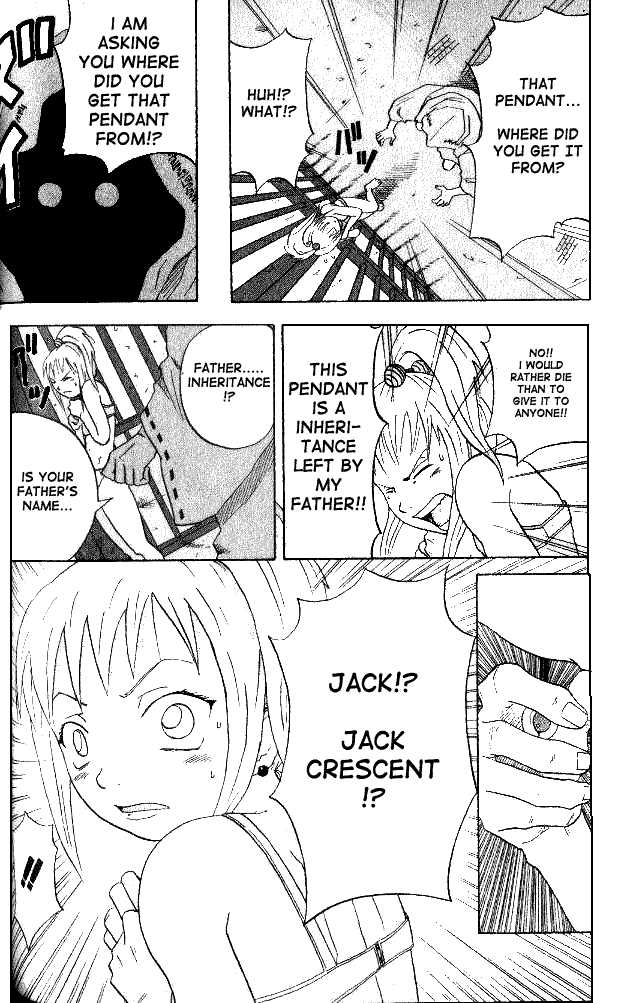 THAT
PENDANT...
WHERE DID
YOU GET IT
FROM?
HUH!?
WHAT!?
I AM
ASKING
YOU WHERE
DID YOU
GET THAT
PENDANT
FROM!?
NO!!
I WOULD
RATHER DIE
THAN TO
GIVE IT TO
ANYONE!!
THIS
PENDANT
IS A
INHERI-
TANCE
LEFT BY
MY
FATHER!!
FATHER.....
INHERITANCE
!?
IS YOUR
FATHER'S
NAME...
JACK!?
JACK
CRESCENT
!?